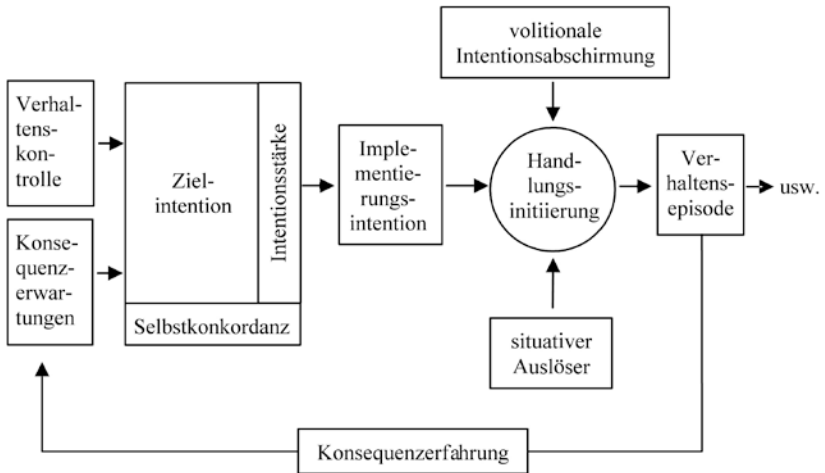 volitionale
Intentionsabschirmung
Verhal-
tens-
kon-
trolle
Ziel-
intention
Intentionsstärke
Imple-
mentie-
rungs-
intention
Hand-
lungs-
initiierung
Ver-
haltens-
episode
usw.
Konse-
quenz-
erwar-
tungen
Selbstkonkordanz
situativer
Auslöser
Konsequenzerfahrung